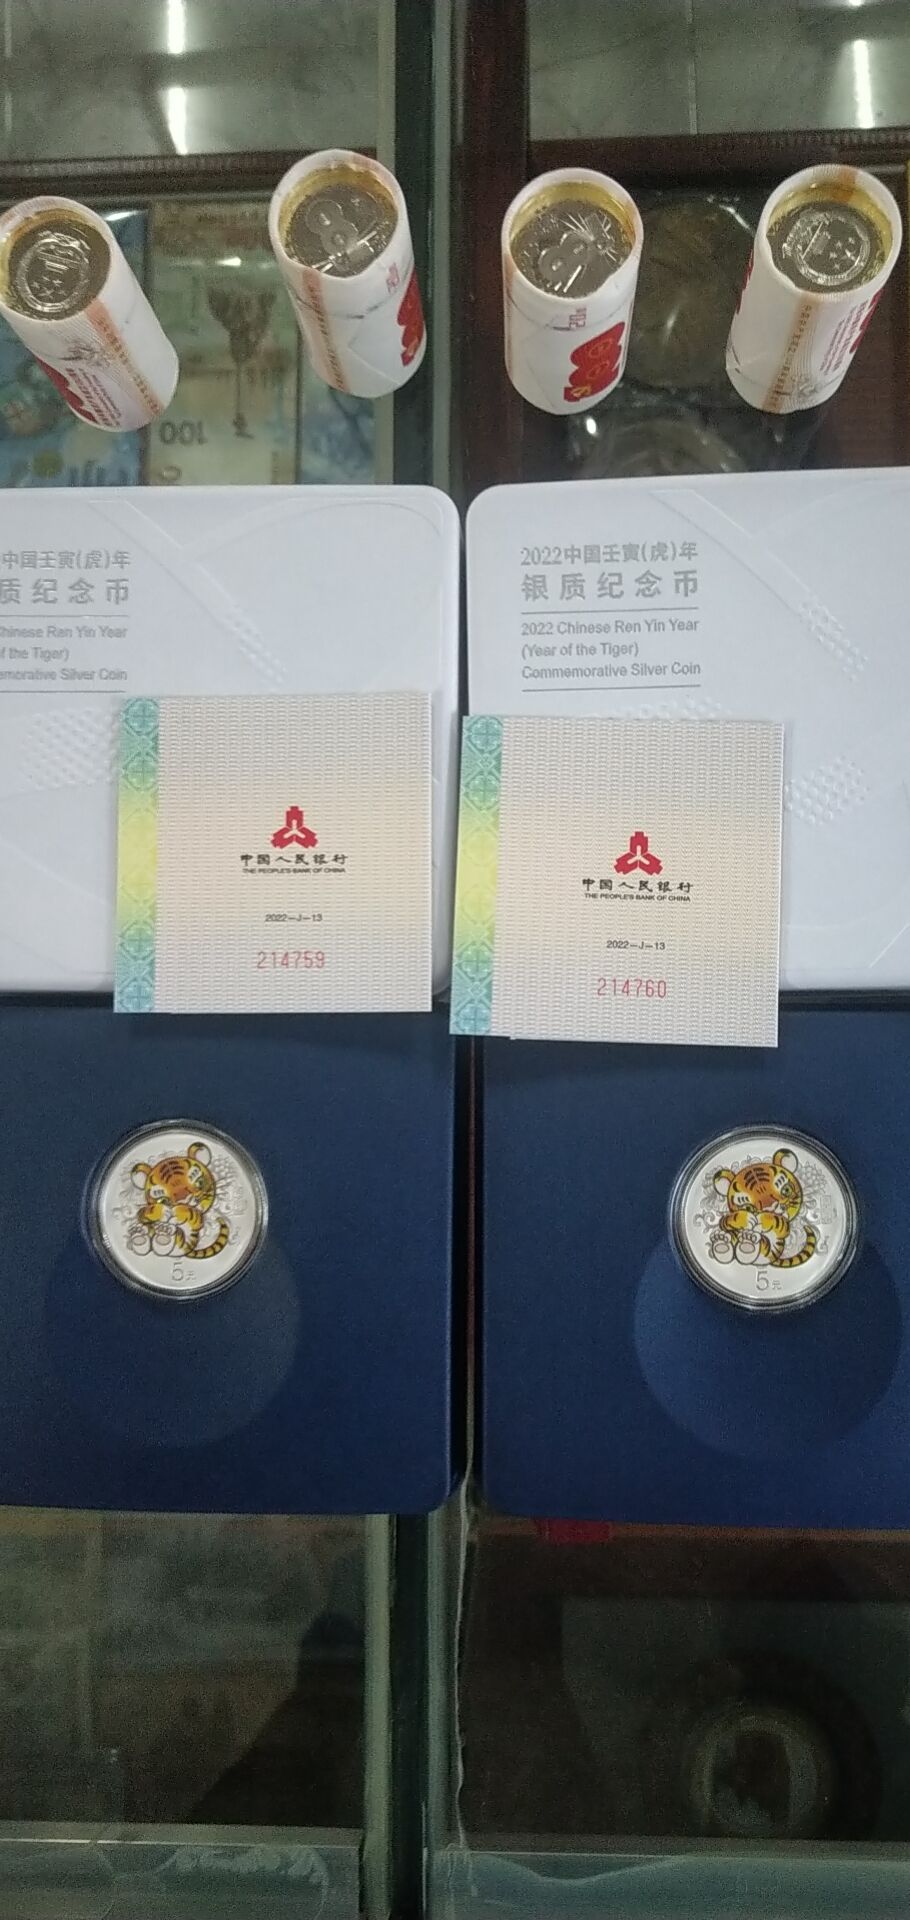 100
中国壬寅(虎)年
质纪念币
Chinese Ren Yin Year
of the Tiger)
Commemorative Silver Coin
2022中国壬寅(虎)年
银质纪念币
2022 Chinese Ren Yin Year
(Year of the Tiger)
Commemorative Silver Coin
中国人民银行
THE PEOPLE'S BANK OF CHINA
2022-J-13
214759
中国人民银行
THE PEOPLE'S BANK OF CHINA
2022-J-13
214760
5元
5元